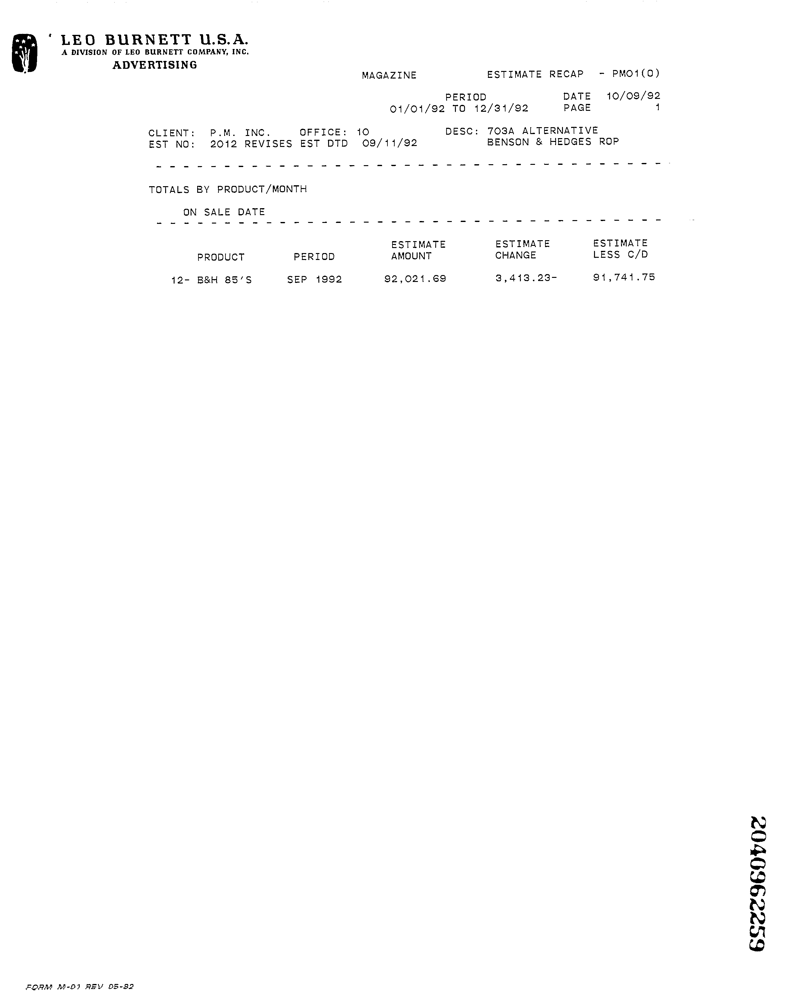 LEO BURNETT U.S.A.
A DIVISION OF LEO BURNETT COMPANY, INC.
ADVERTISING
MAGAZINE ESTIMATE RECAP - PM01(0)
PERIOD DATE 10/09/92
01/01/92 TO 12/31/92 PAGE 1
CLIENT: P.M. INC. OFFICE: 10 DESC: 703A ALTERNATIVE
EST NO: 2012 REVISES EST DTD 09/11/92 BENSON & HEDGES ROP
TOTALS BY PRODUCT/MONTH
ON SALE DATE
ESTIMATE ESTIMATE ESTIMATE
PRODUCT PERIOD AMOUNT CHANGE LESS C/D
12- B&H 85'S SEP 1992 92,021.69 3,413.23- 91,741.75
2040962259
FORM M-01 REV 05-82